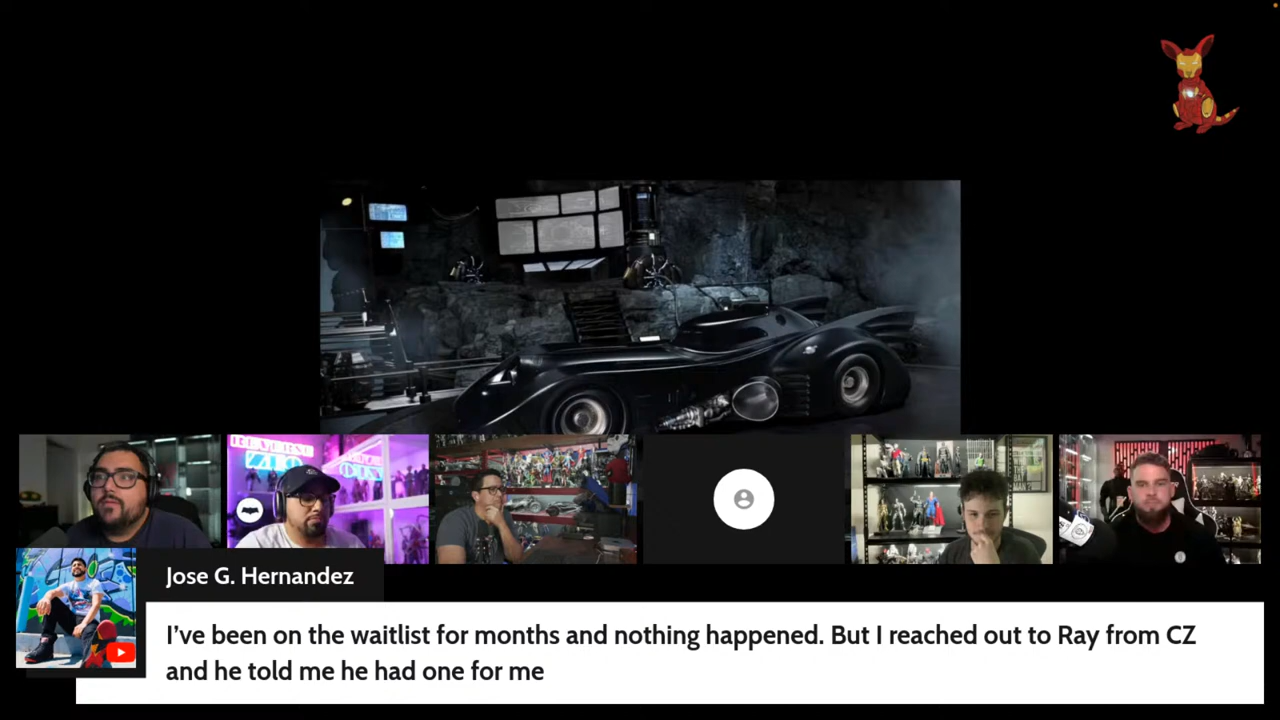 Jose G. Hernandez
I’ve been on the waitlist for months and nothing happened. But I reached out to Ray from CZ
and he told me he had one for me